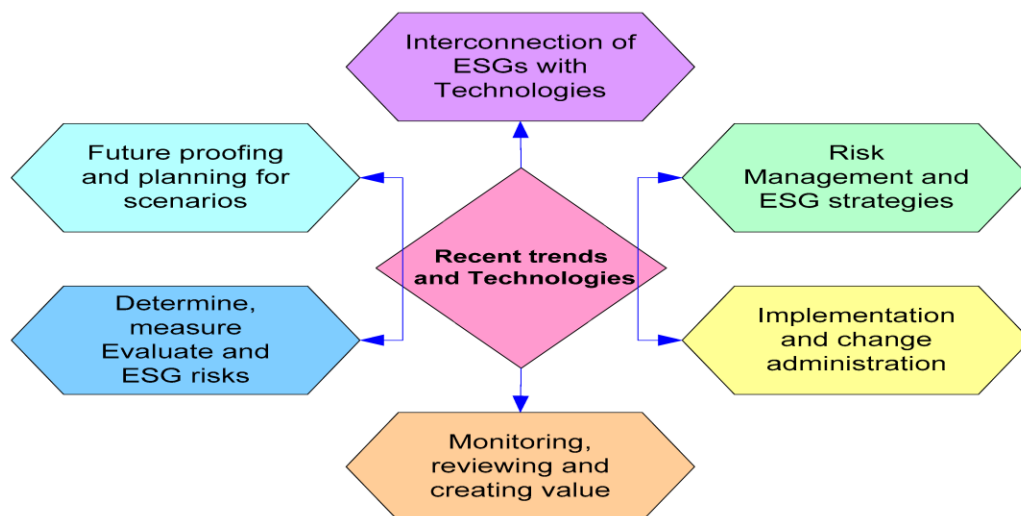 Interconnection of
ESGs with
Technologies
Future proofing
and planning for
scenarios
Risk
Management and
ESG strategies
Recent trends
and Technologies
Determine,
measure
Evaluate and
ESG risks
Implementation
and change
administration
Monitoring,
reviewing and
creating value